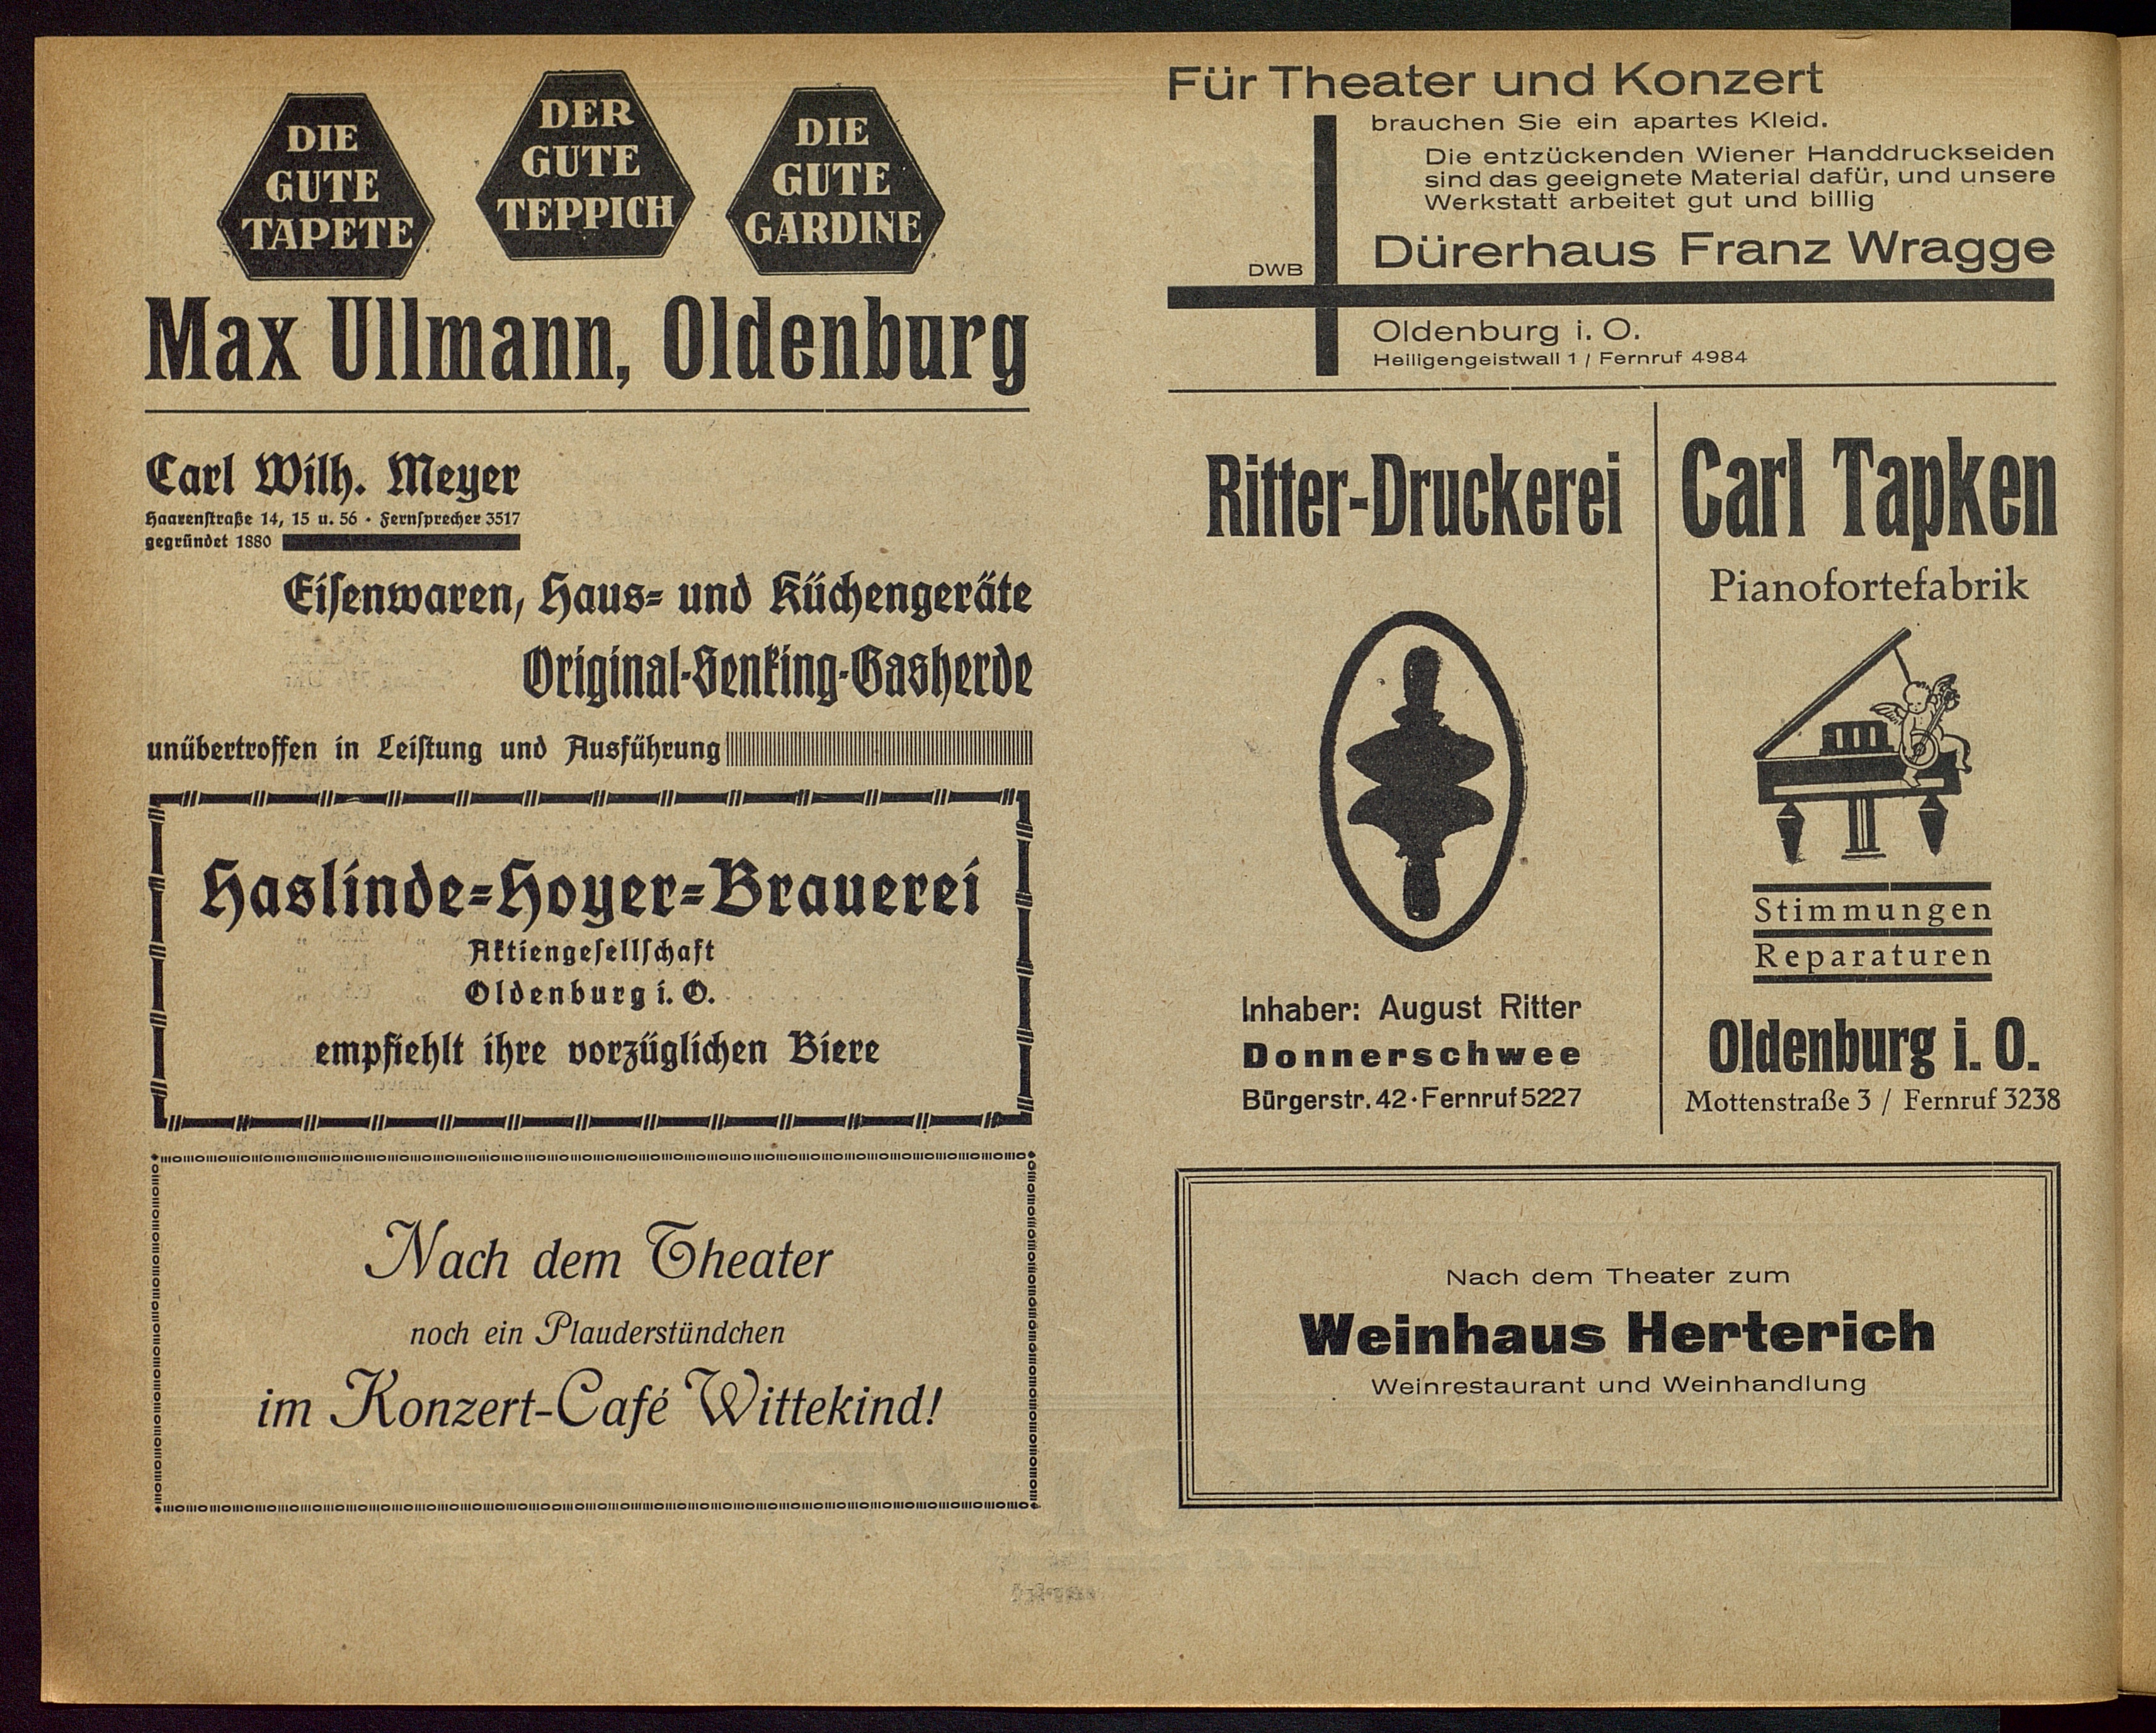 DIE
GUTE
TAPETE
DER
GUTE
TEPPICH
DIE
GUTE
GARDINE
Max Ullmann, Oldenburg
Carl Wilh. Meyer
Haarenſtraße 14, 15 u. 56 · Fernſprecher 3517
gegründet 1880
Eiſenwaren, Haus- und Küchengeräte
Original-Senking-Gasherde
unübertroffen in Leiſtung und Ausführung
Haslinde-Hoyer-Brauerei
Aktiengeſellſchaft
Oldenburg i. O.
empfiehlt ihre vorzüglichen Biere
Nach dem Theater
noch ein Plauderstündchen
im Konzert-Café Wittekind!
Für Theater und Konzert
brauchen Sie ein apartes Kleid.
Die entzückenden Wiener Handdruckseiden
sind das geeignete Material dafür, und unsere
Werkstatt arbeitet gut und billig
Dürerhaus Franz Wragge
DWB
Oldenburg i. O.
Heiligengeistwall 1 / Fernruf 4984
Ritter-Druckerei
Inhaber: August Ritter
Donnerschwee
Bürgerstr. 42 · Fernruf 5227
Carl Tapken
Pianofortefabrik
Stimmungen
Reparaturen
Oldenburg i. O.
Mottenstraße 3 / Fernruf 3238
Nach dem Theater zum
Weinhaus Herterich
Weinrestaurant und Weinhandlung